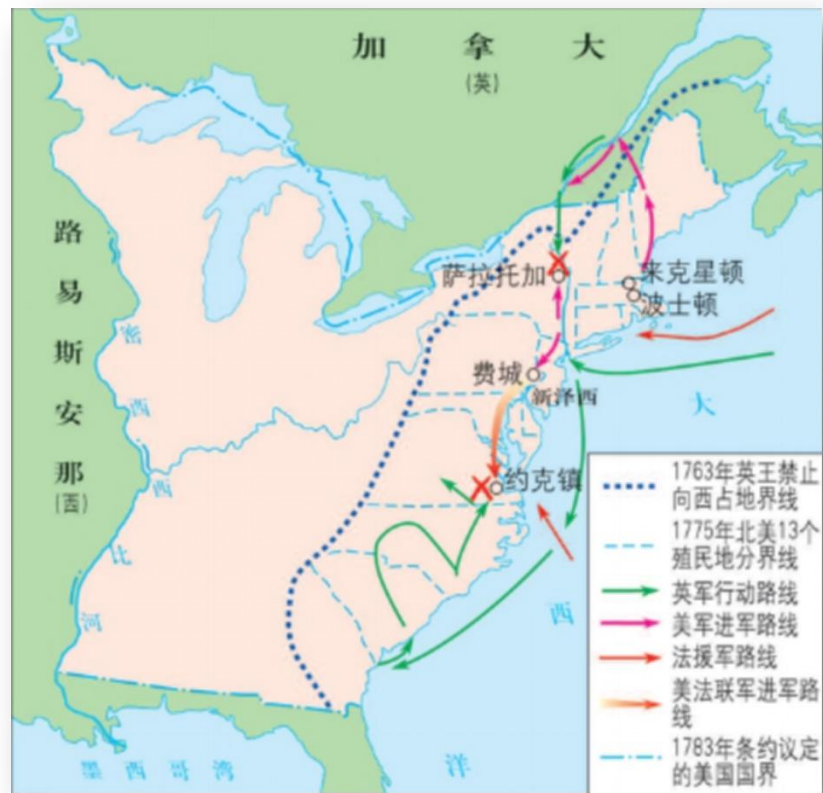 加拿大
(英)
路易斯安那
(西)
密西西比河
萨拉托加
来克星顿
波士顿
费城
新泽西
约克镇
大西洋
墨西哥湾
1763年英王禁止
向西占地界线
1775年北美13个
殖民地分界线
英军行动路线
美军进军路线
法援军路线
美法联军进军路
线
1783年条约议定
的美国国界